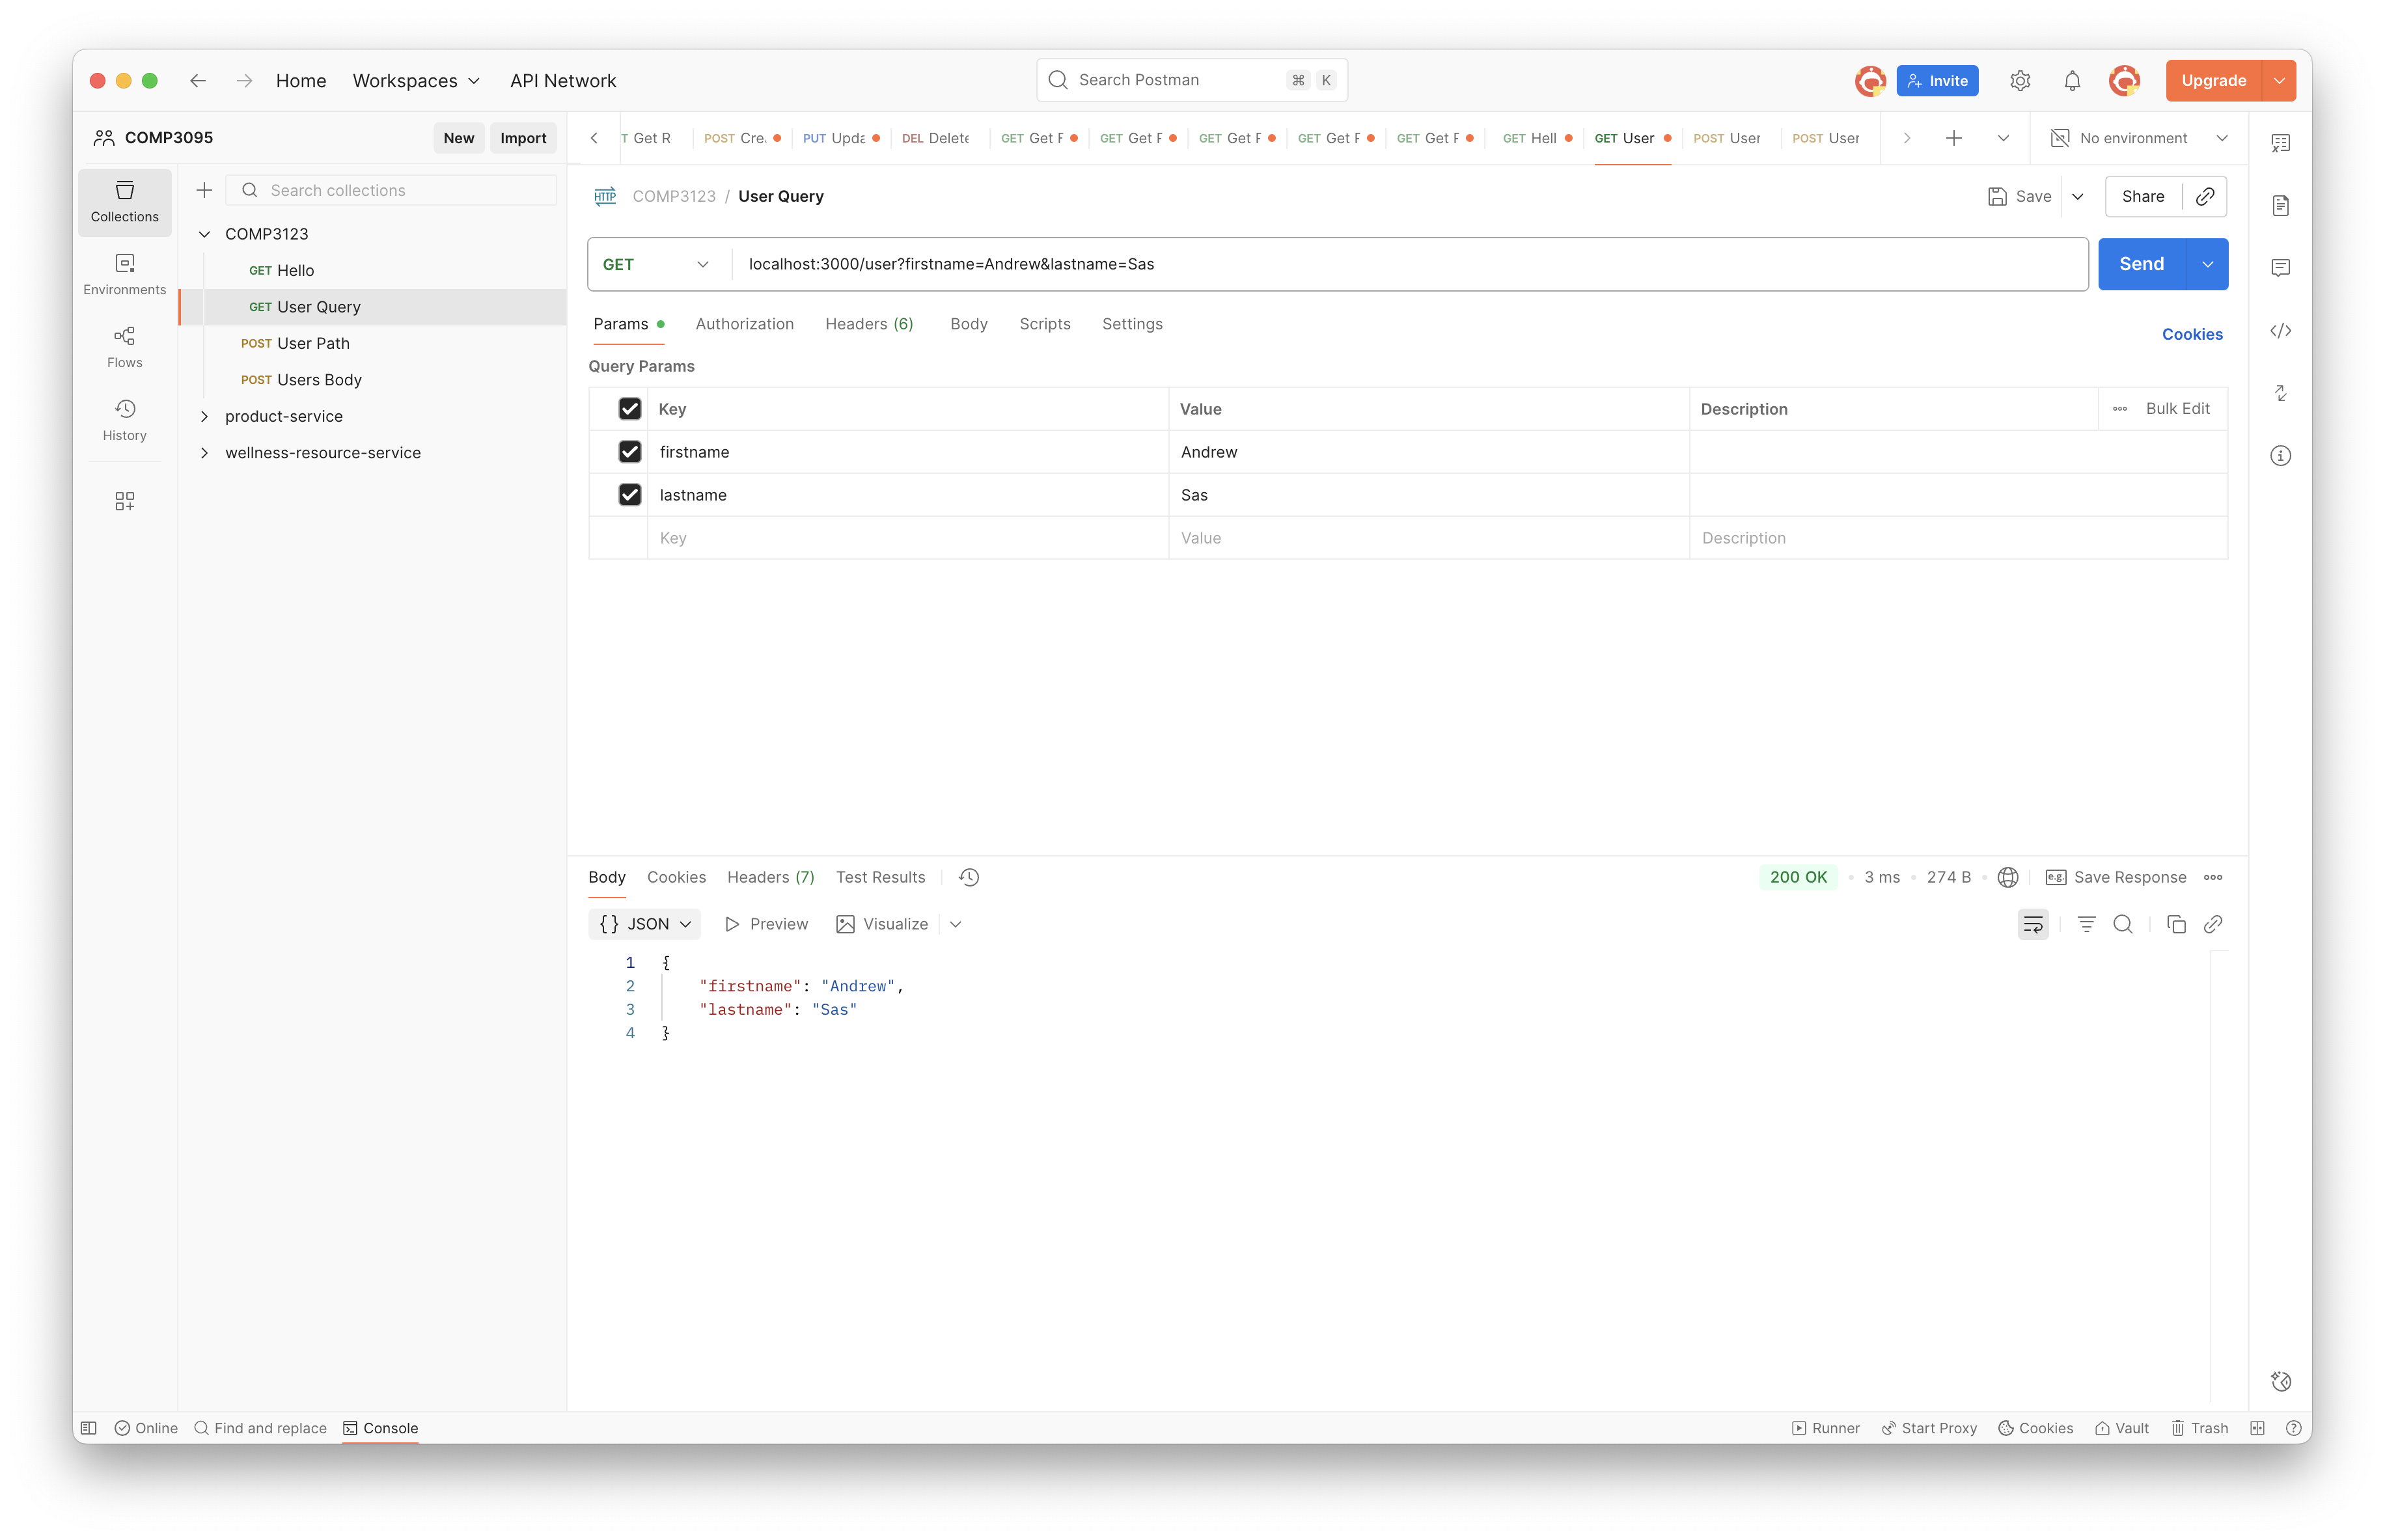 Home Workspaces API Network Search Postman ⌘ K Invite Upgrade
COMP3095 New Import
T Get R POST Cre PUT Upda DEL Delete GET Get F GET Get F GET Get F GET Get F GET Get F GET Hell GET User POST User POST User No environment
Collections
Environments
Flows
History
Search collections
COMP3123
GET Hello
GET User Query
POST User Path
POST Users Body
product-service
wellness-resource-service
HTTP COMP3123 / User Query Save Share
GET localhost:3000/user?firstname=Andrew&lastname=Sas Send
Params Authorization Headers (6) Body Scripts Settings Cookies
Query Params
Key Value Description Bulk Edit
firstname Andrew
lastname Sas
Key Value Description
Body Cookies Headers (7) Test Results 200 OK 3 ms 274 B e.g. Save Response
{} JSON Preview Visualize
1 {
2 "firstname": "Andrew",
3 "lastname": "Sas"
4 }
Online Find and replace Console Runner Start Proxy Cookies Vault Trash